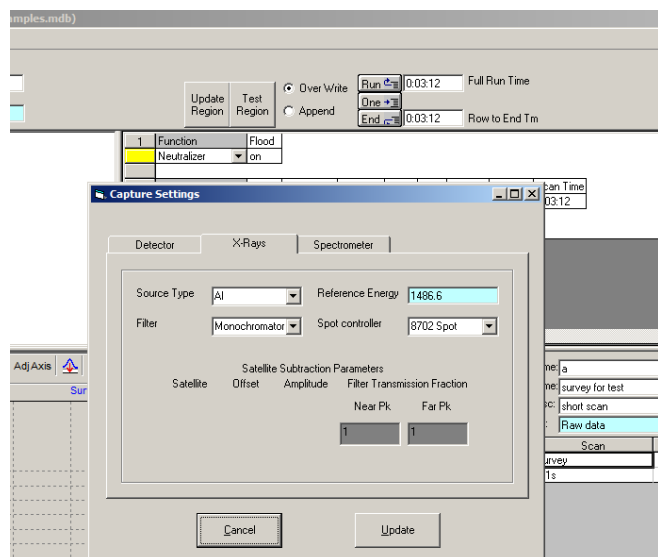 amples.mdb)
Update Region
Test Region
Over Write
Append
Run 0:03:12 Full Run Time
One
End 0:03:12 Row to End Tm
1 Function Flood
Neutralizer on
can Time
03:12
Capture Settings
Detector X-Rays Spectrometer
Source Type Al Reference Energy 1486.6
Filter Monochromator Spot controller 8702 Spot
Satellite Subtraction Parameters
Satellite Offset Amplitude Filter Transmission Fraction
Near Pk Far Pk
1 1
Cancel Update
Adj Axis
Sur
me: a
me: survey for test
sc: short scan
: Raw data
Scan
urvey
1s